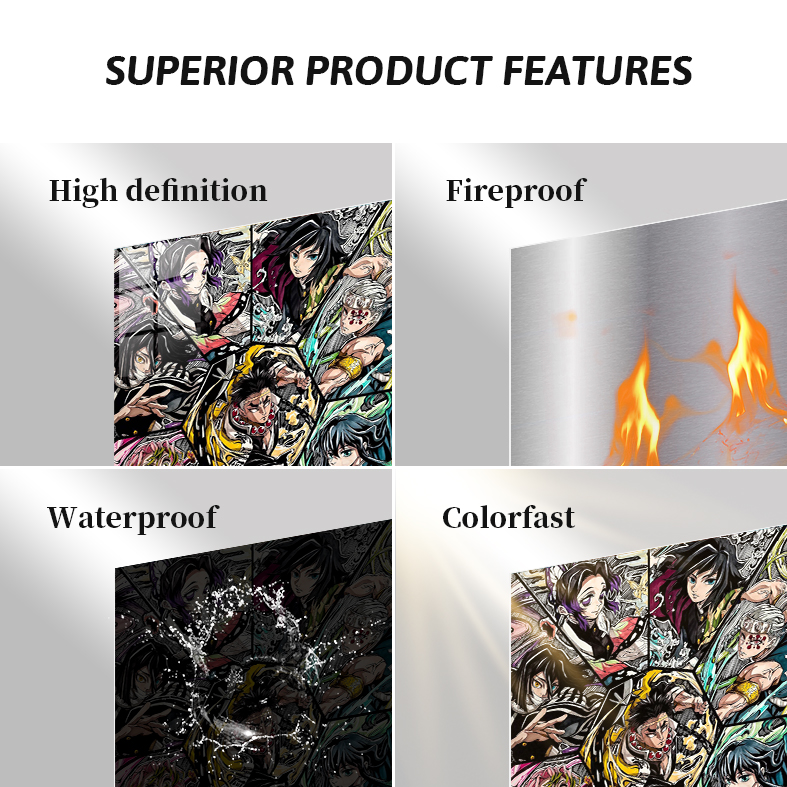 SUPERIOR PRODUCT FEATURES
High definition
Fireproof
Waterproof
Colorfast